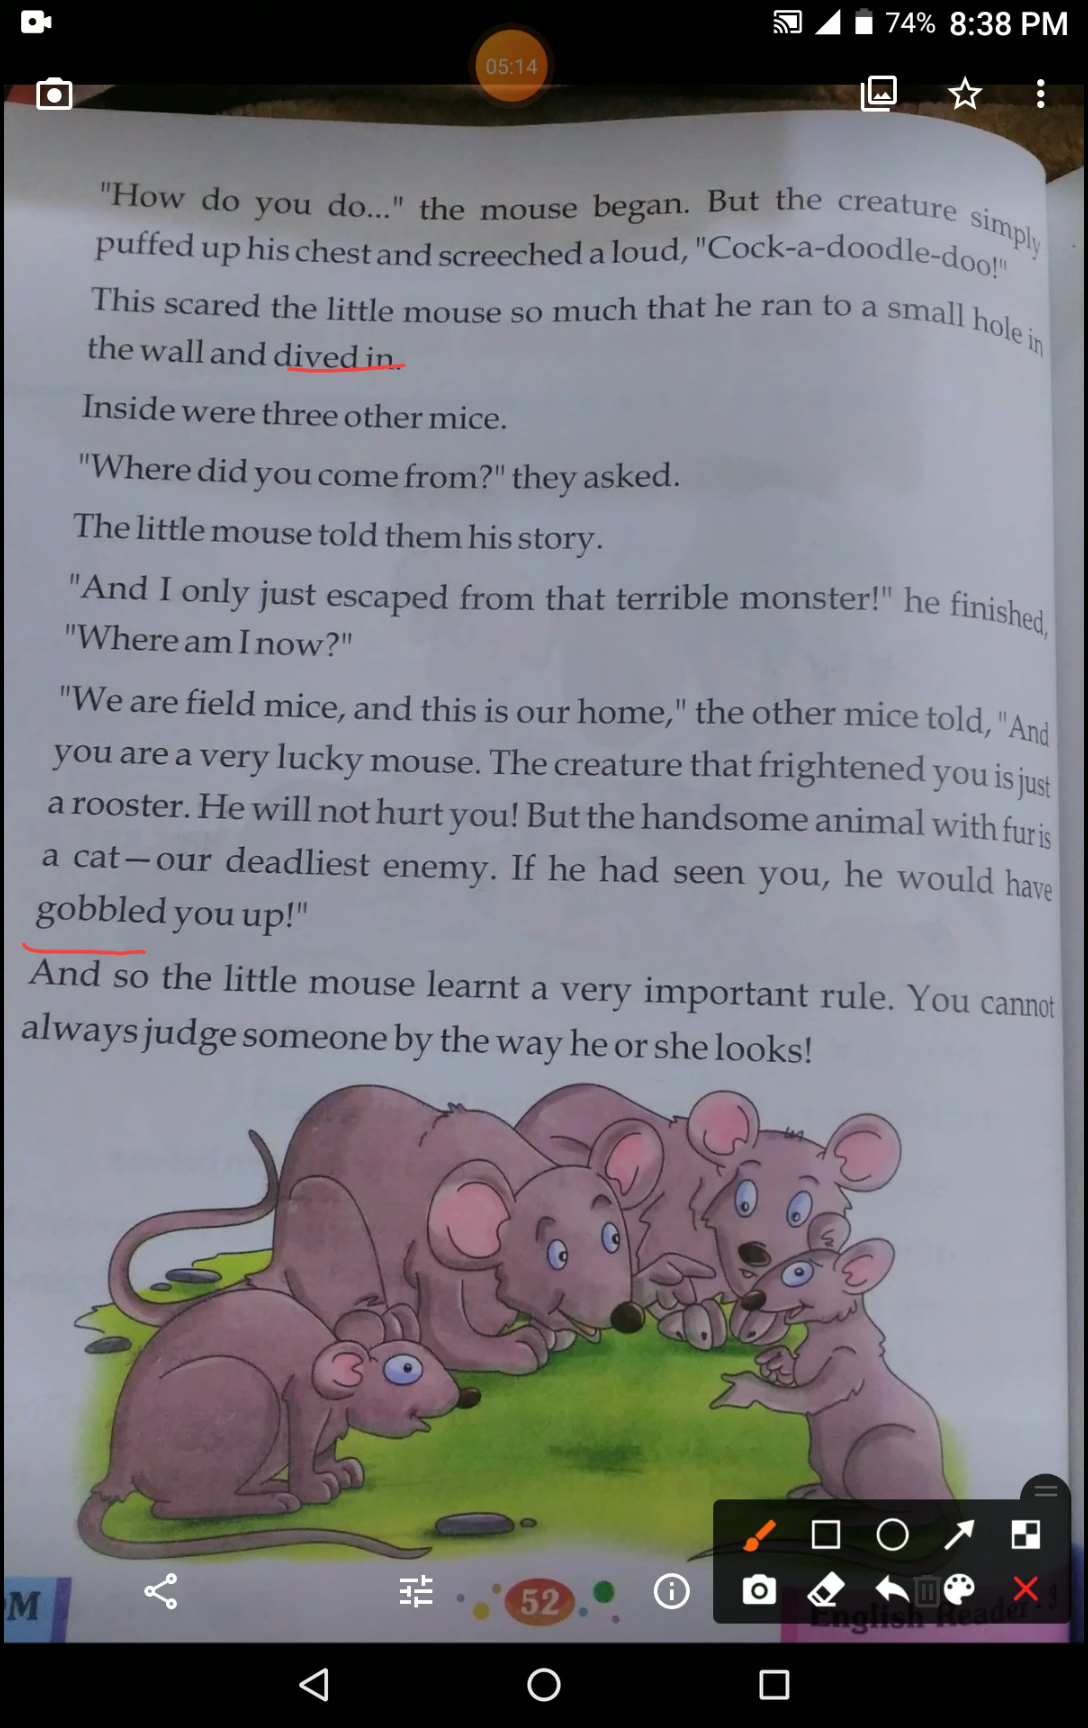 74% 8:38 PM
05:14
"How do you do..." the mouse began. But the creature simply
puffed up his chest and screeched a loud, "Cock-a-doodle-doo!"
This scared the little mouse so much that he ran to a small hole in
the wall and dived in.
Inside were three other mice.
"Where did you come from?" they asked.
The little mouse told them his story.
"And I only just escaped from that terrible monster!" he finished,
"Where am I now?"
"We are field mice, and this is our home," the other mice told, "And
you are a very lucky mouse. The creature that frightened you is just
a rooster. He will not hurt you! But the handsome animal with fur is
a cat—our deadliest enemy. If he had seen you, he would have
gobbled you up!"
And so the little mouse learnt a very important rule. You cannot
always judge someone by the way he or she looks!
M
52
English Reader - 3